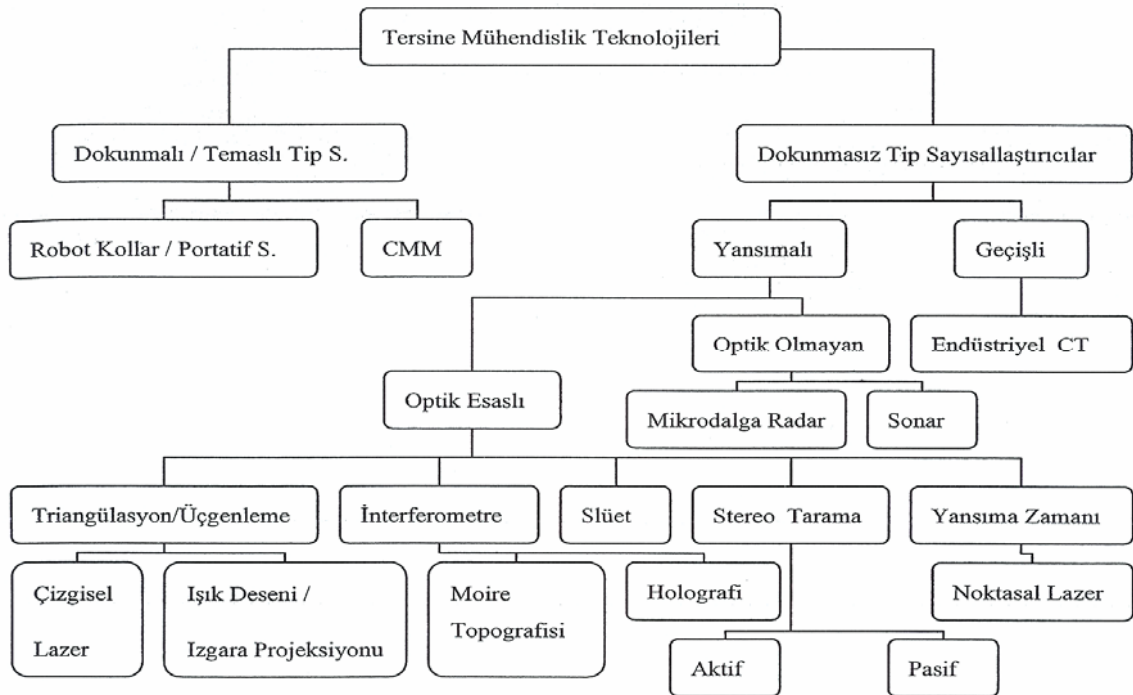 Tersine Mühendislik Teknolojileri
Dokunmalı / Temaslı Tip S.
Dokunmasız Tip Sayısallaştırıcılar
Robot Kollar / Portatif S.
CMM
Yansımalı
Geçişli
Optik Olmayan
Endüstriyel CT
Optik Esaslı
Mikrodalga Radar
Sonar
Triangülasyon/Üçgenleme
İnterferometre
Slüet
Stereo Tarama
Yansıma Zamanı
Çizgisel
Lazer
Işık Deseni /
Izgara Projeksiyonu
Moire
Topografisi
Holografi
Noktasal Lazer
Aktif
Pasif